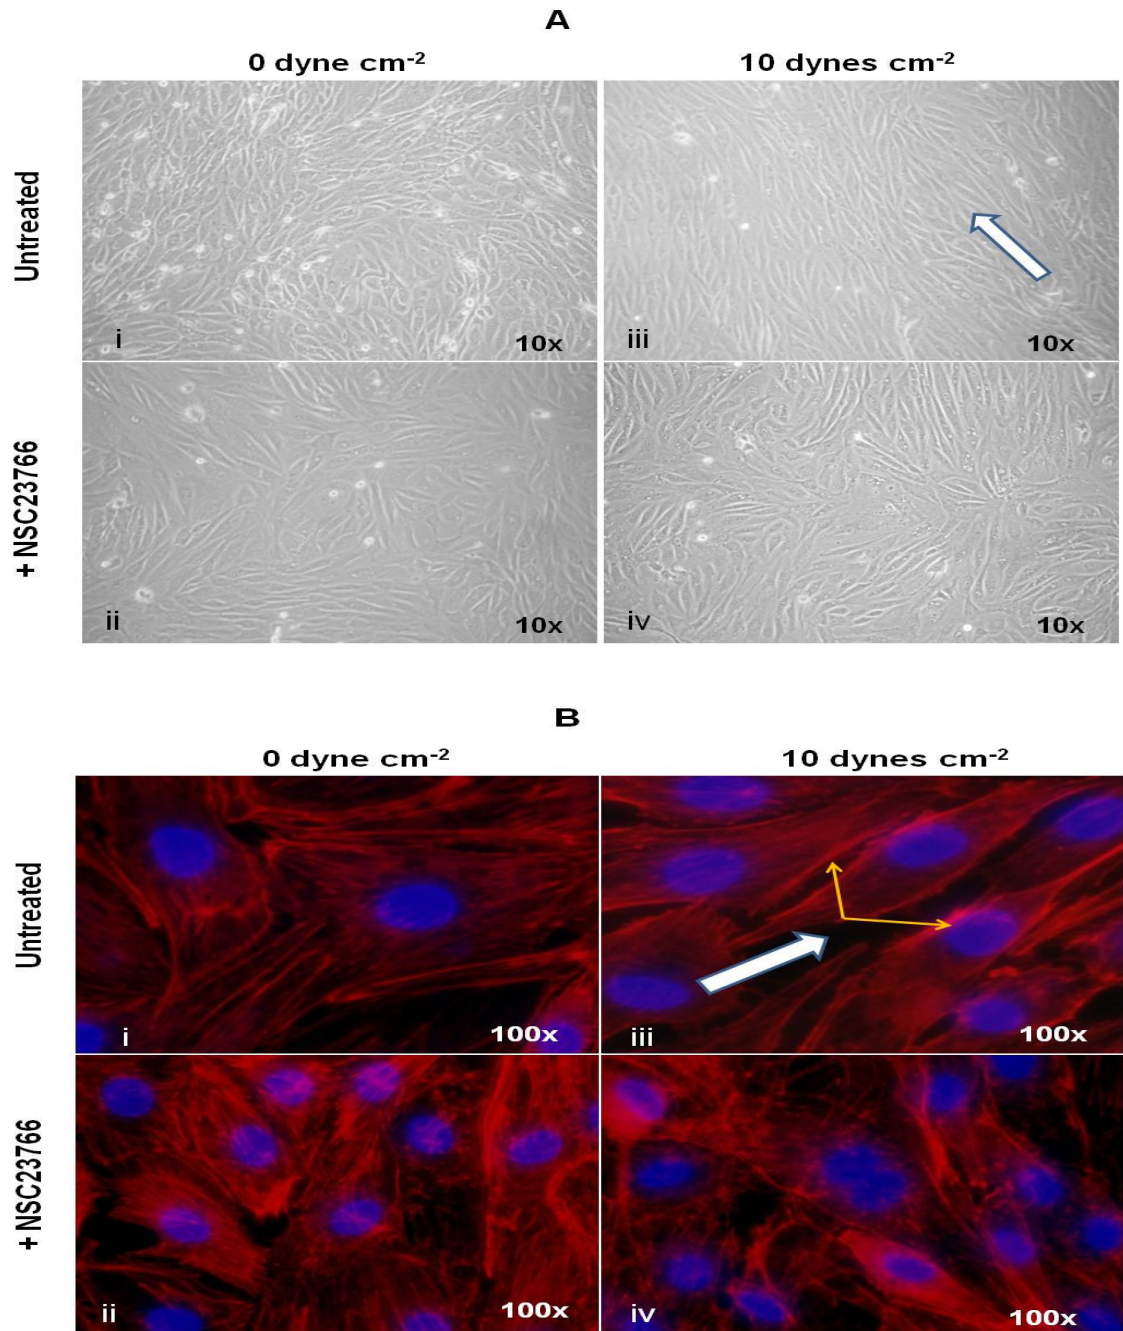 A
0 dyne cm⁻²
10 dynes cm⁻²
Untreated
i
10x
iii
10x
+ NSC23766
ii
10x
iv
10x
B
0 dyne cm⁻²
10 dynes cm⁻²
Untreated
i
100x
iii
100x
+ NSC23766
ii
100x
iv
100x